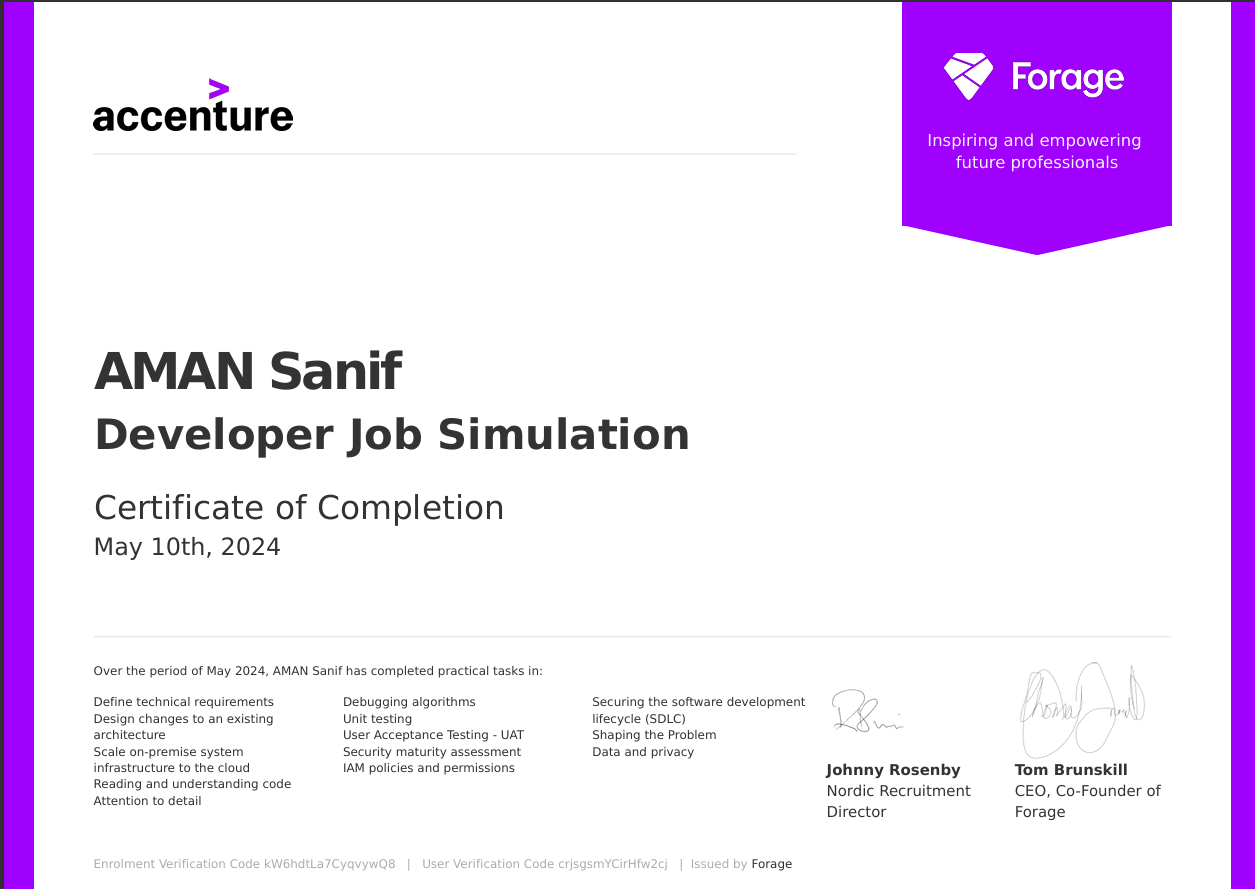 accenture
Forage
Inspiring and empowering
future professionals
AMAN Sanif
Developer Job Simulation
Certificate of Completion
May 10th, 2024
Over the period of May 2024, AMAN Sanif has completed practical tasks in:
Define technical requirements
Design changes to an existing
architecture
Scale on-premise system
infrastructure to the cloud
Reading and understanding code
Attention to detail
Debugging algorithms
Unit testing
User Acceptance Testing - UAT
Security maturity assessment
IAM policies and permissions
Securing the software development
lifecycle (SDLC)
Shaping the Problem
Data and privacy
Johnny Rosenby
Nordic Recruitment
Director
Tom Brunskill
CEO, Co-Founder of
Forage
Enrolment Verification Code kW6hdtLa7CyqvywQ8 | User Verification Code crjsgsmYCirHfw2cj | Issued by Forage